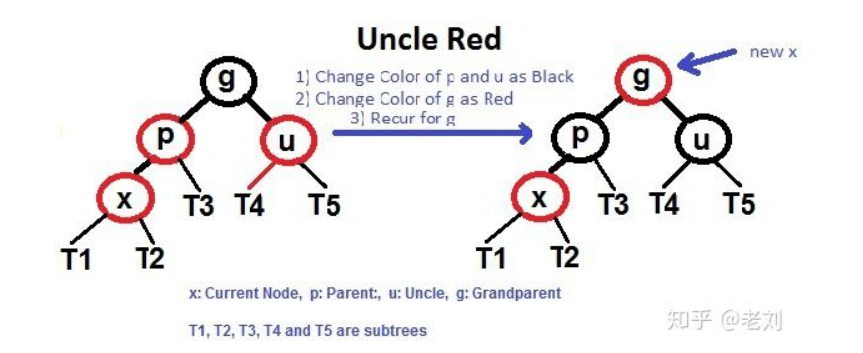 Uncle Red
1) Change Color of p and u as Black
2) Change Color of g as Red
3) Recur for g
new x
g
p
u
x
T3
T4
T5
T1
T2
g
p
u
x
T3
T4
T5
T1
T2
x: Current Node, p: Parent:, u: Uncle, g: Grandparent
T1, T2, T3, T4 and T5 are subtrees
知乎 @老刘